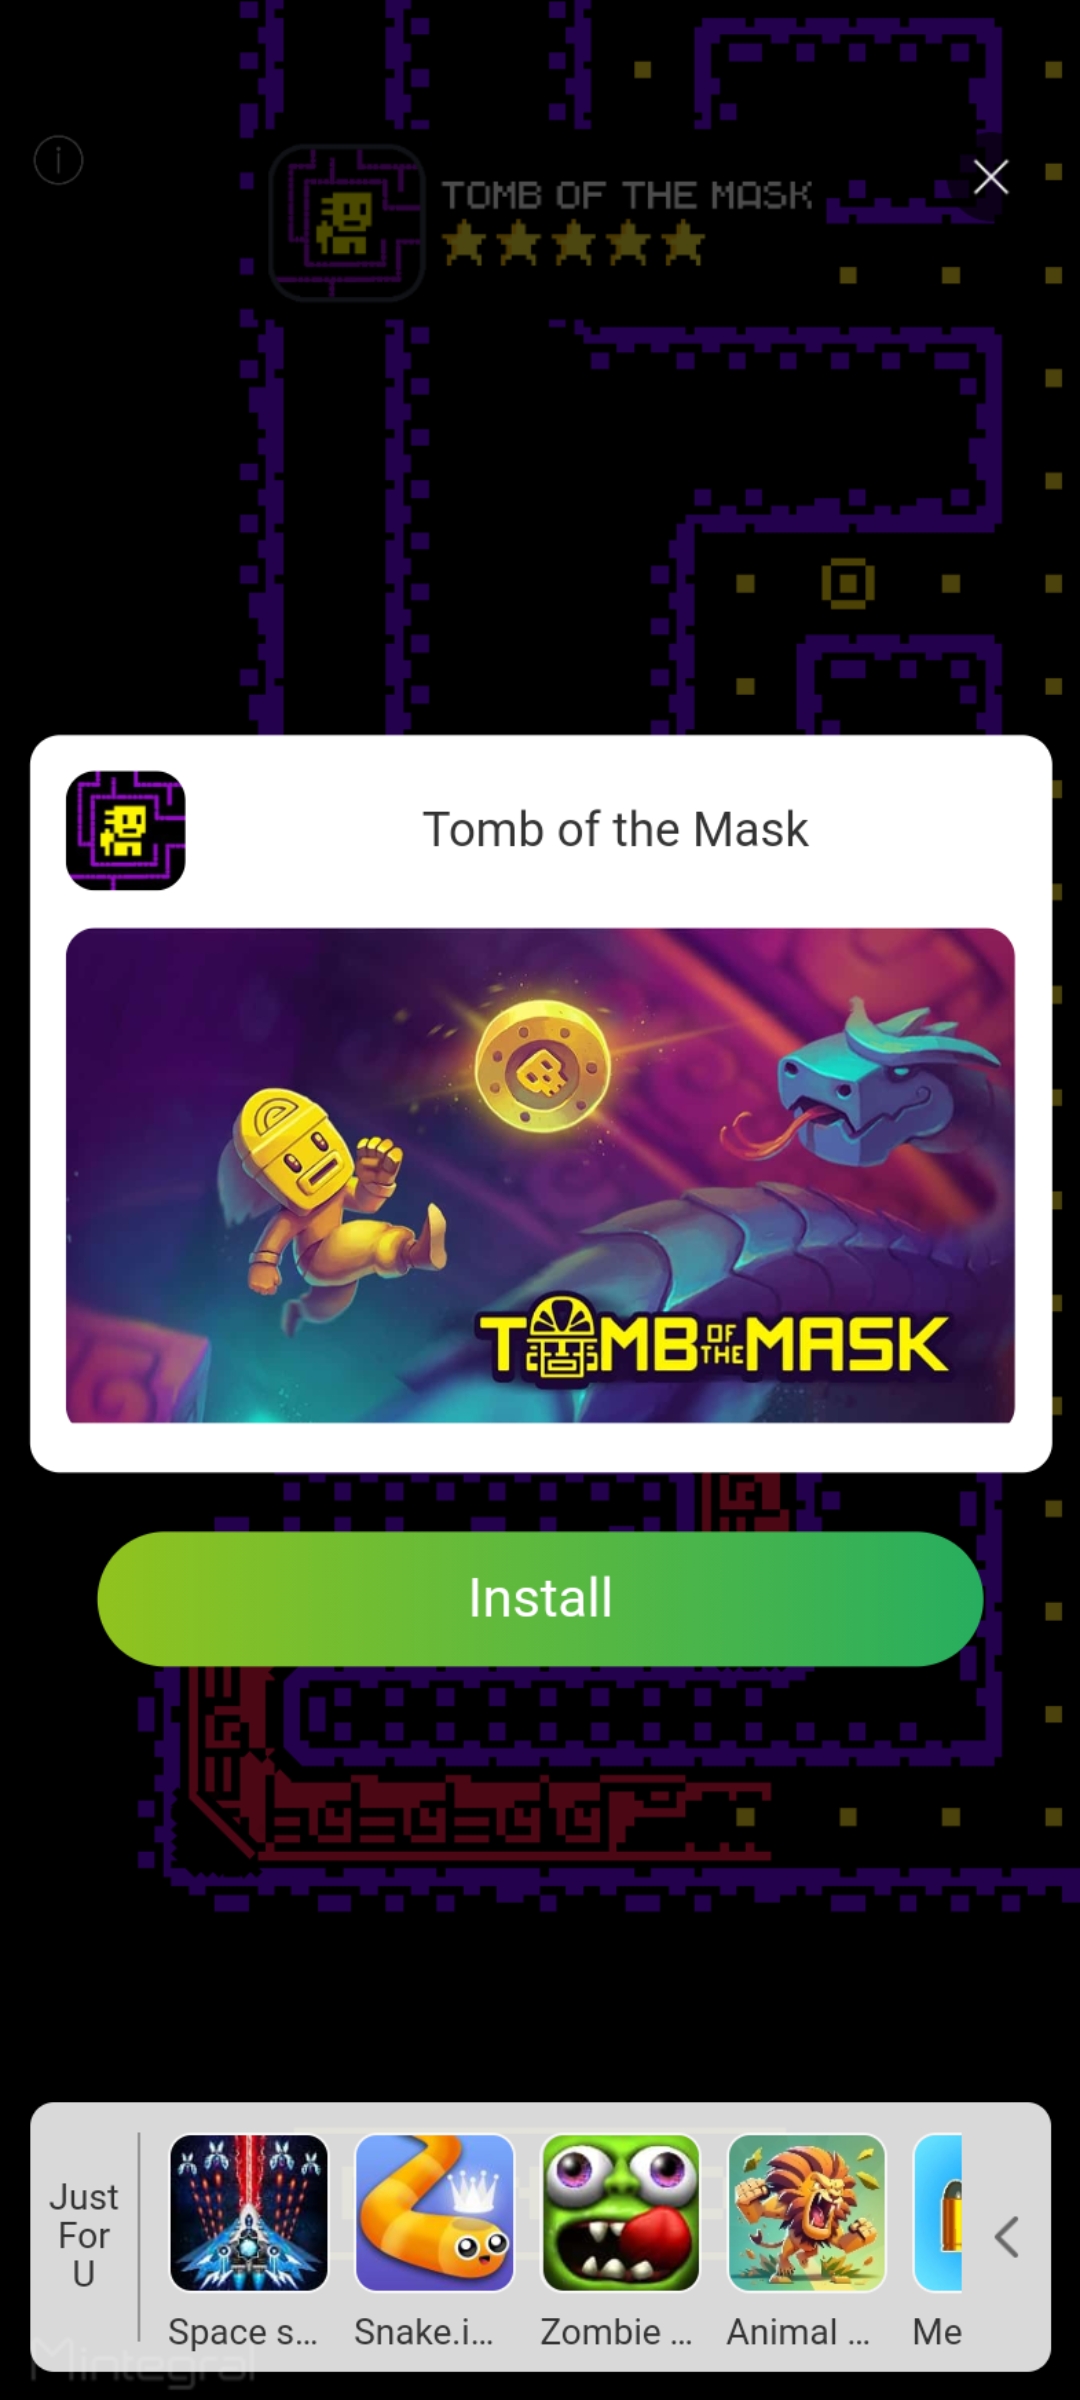 TOMB OF THE MASK
Tomb of the Mask
TOMB OF THE MASK
Install
Just
For
U
Space s...
Snake.i...
Zombie ...
Animal ...
Me
Mintegral